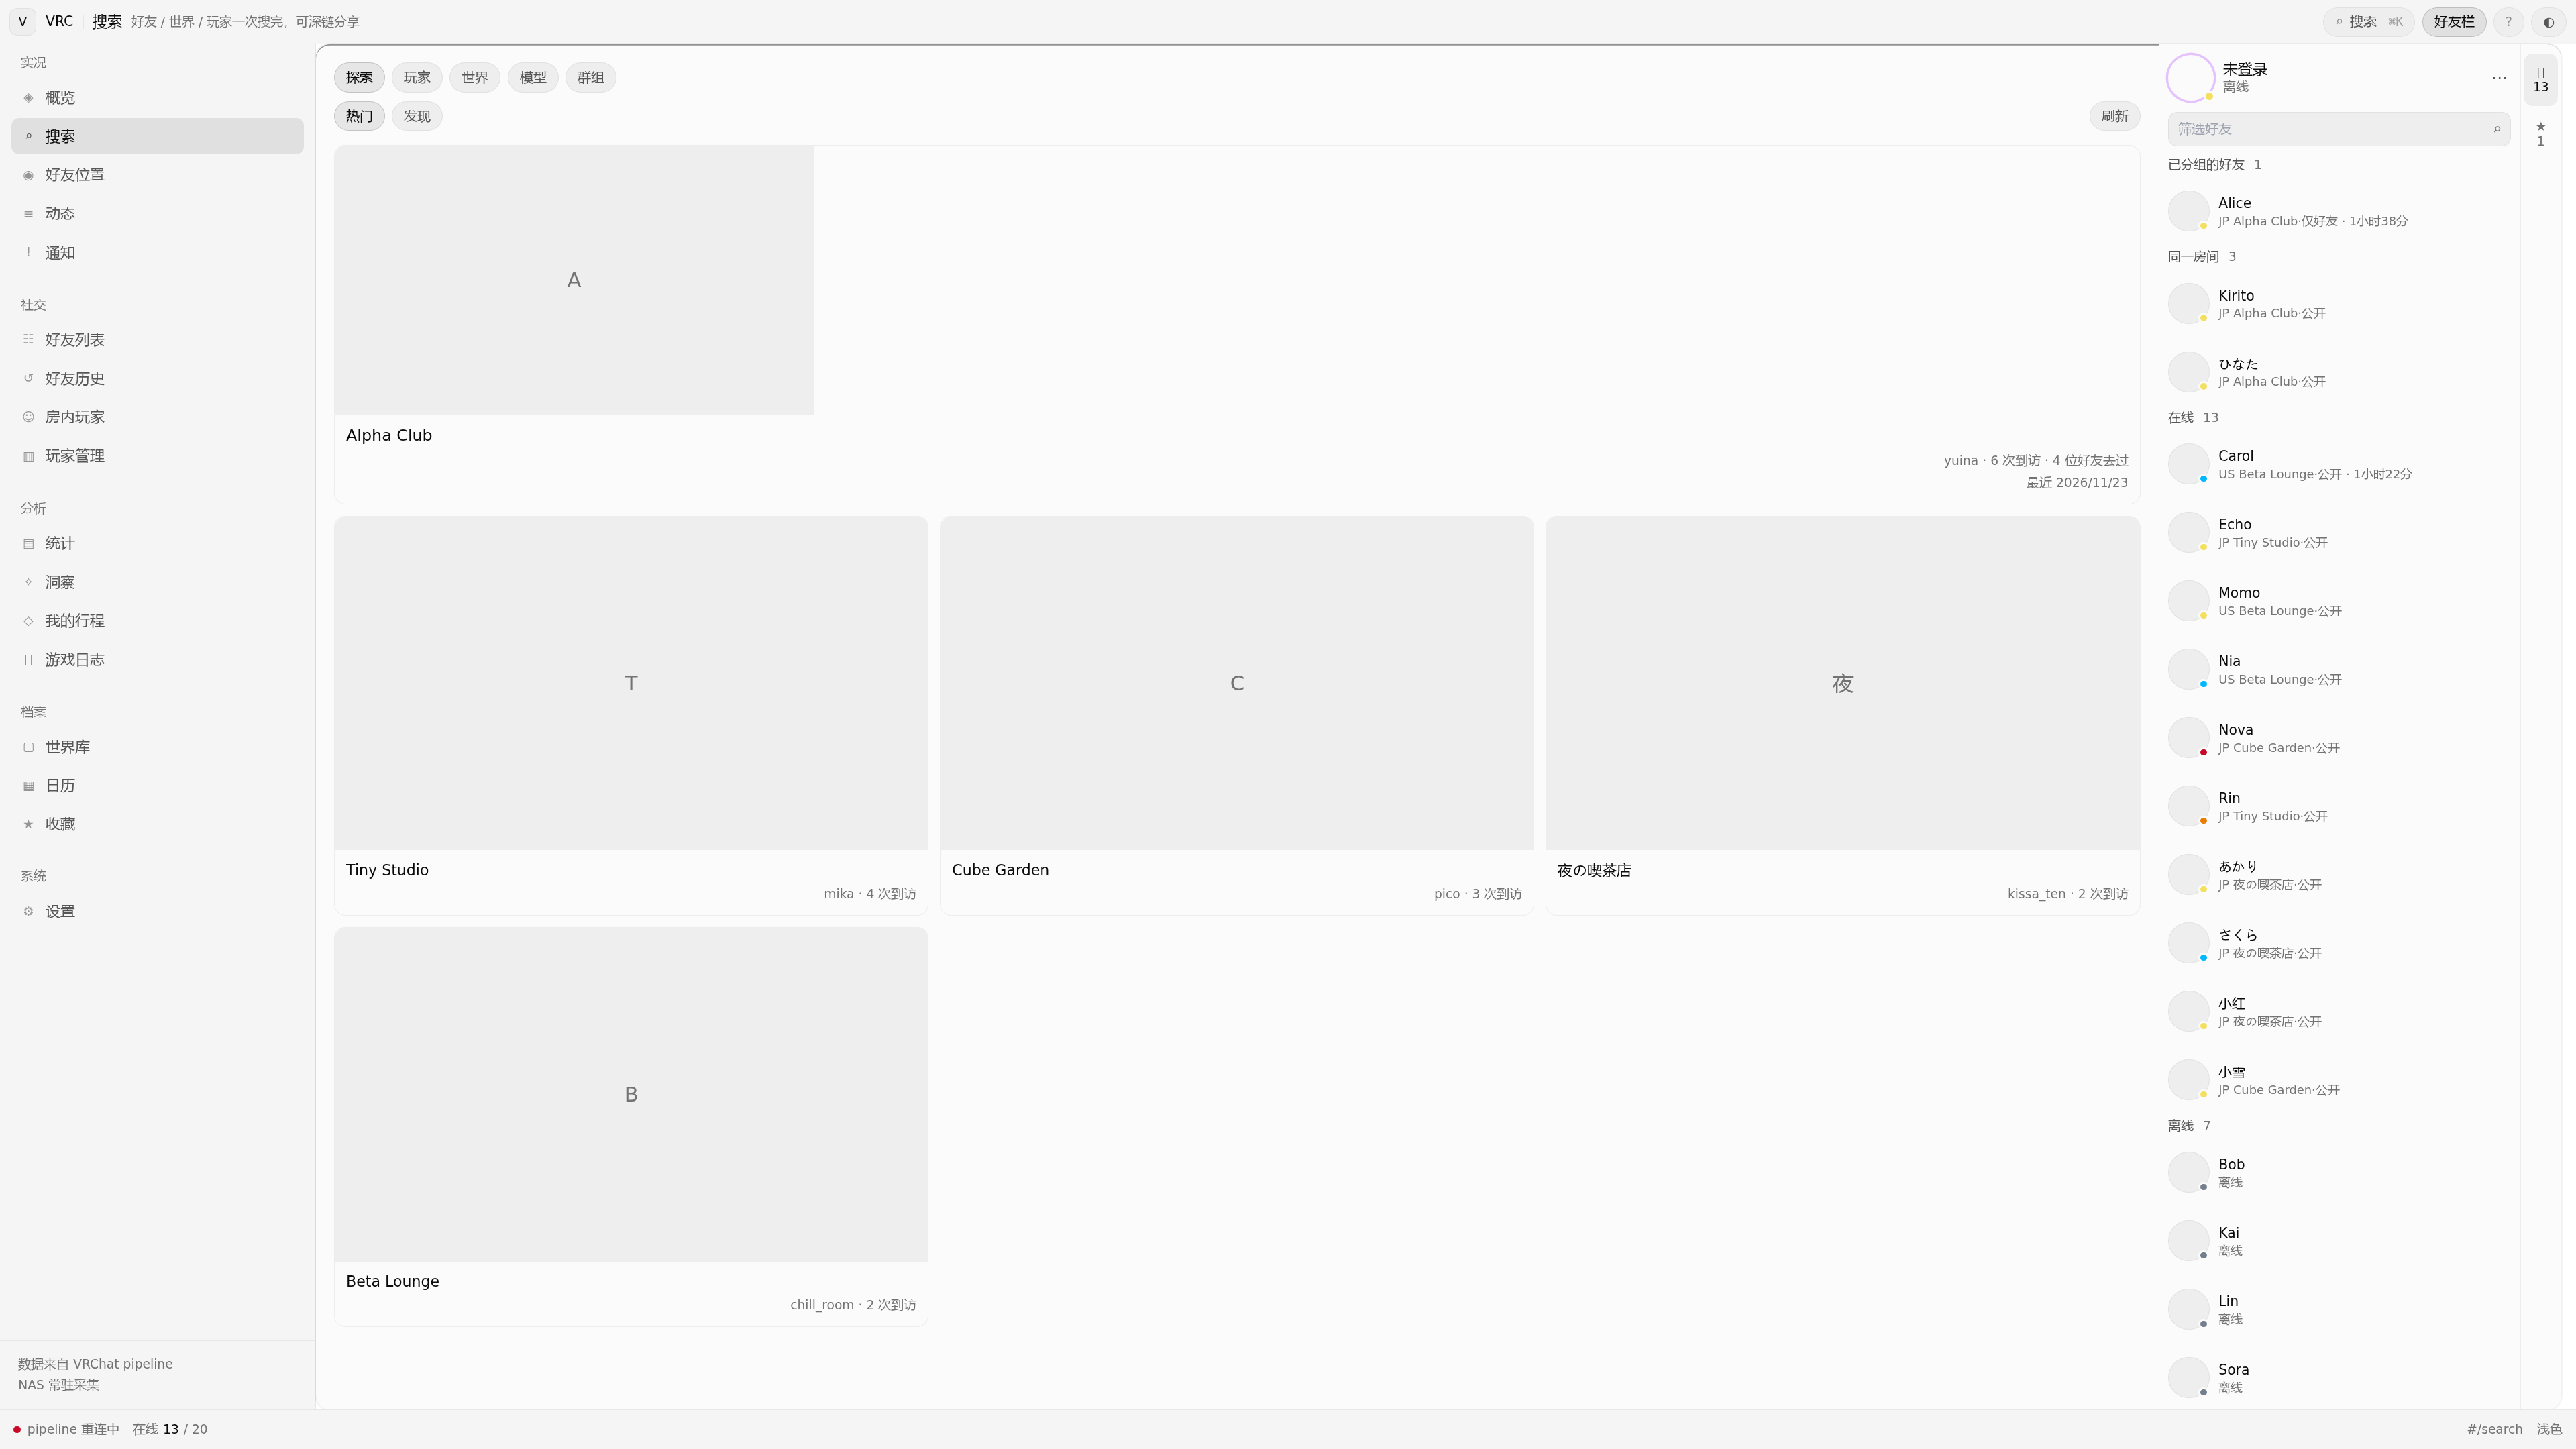 V VRC 搜索 好友 / 世界 / 玩家一次搜完，可深链分享
搜索 ⌘K 好友栏 ?
实况
概览
搜索
好友位置
动态
! 通知
社交
好友列表
好友历史
房内玩家
玩家管理
分析
统计
洞察
我的行程
游戏日志
档案
世界库
日历
收藏
系统
设置
数据来自 VRChat pipeline
NAS 常驻采集
探索 玩家 世界 模型 群组
热门 发现 刷新
A
Alpha Club
yuina · 6 次到访 · 4 位好友去过
最近 2026/11/23
T
Tiny Studio
mika · 4 次到访
C
Cube Garden
pico · 3 次到访
夜
夜の喫茶店
kissa_ten · 2 次到访
B
Beta Lounge
chill_room · 2 次到访
未登录 ···
离线
筛选好友
已分组的好友 1
Alice
JP Alpha Club·仅好友 · 1小时38分
同一房间 3
Kirito
JP Alpha Club·公开
ひなた
JP Alpha Club·公开
在线 13
Carol
US Beta Lounge·公开 · 1小时22分
Echo
JP Tiny Studio·公开
Momo
US Beta Lounge·公开
Nia
US Beta Lounge·公开
Nova
JP Cube Garden·公开
Rin
JP Tiny Studio·公开
あかり
JP 夜の喫茶店·公开
さくら
JP 夜の喫茶店·公开
小红
JP 夜の喫茶店·公开
小雪
JP Cube Garden·公开
离线 7
Bob
离线
Kai
离线
Lin
离线
Sora
离线
13
★
1
pipeline 重连中 在线 13 / 20
#/search 浅色